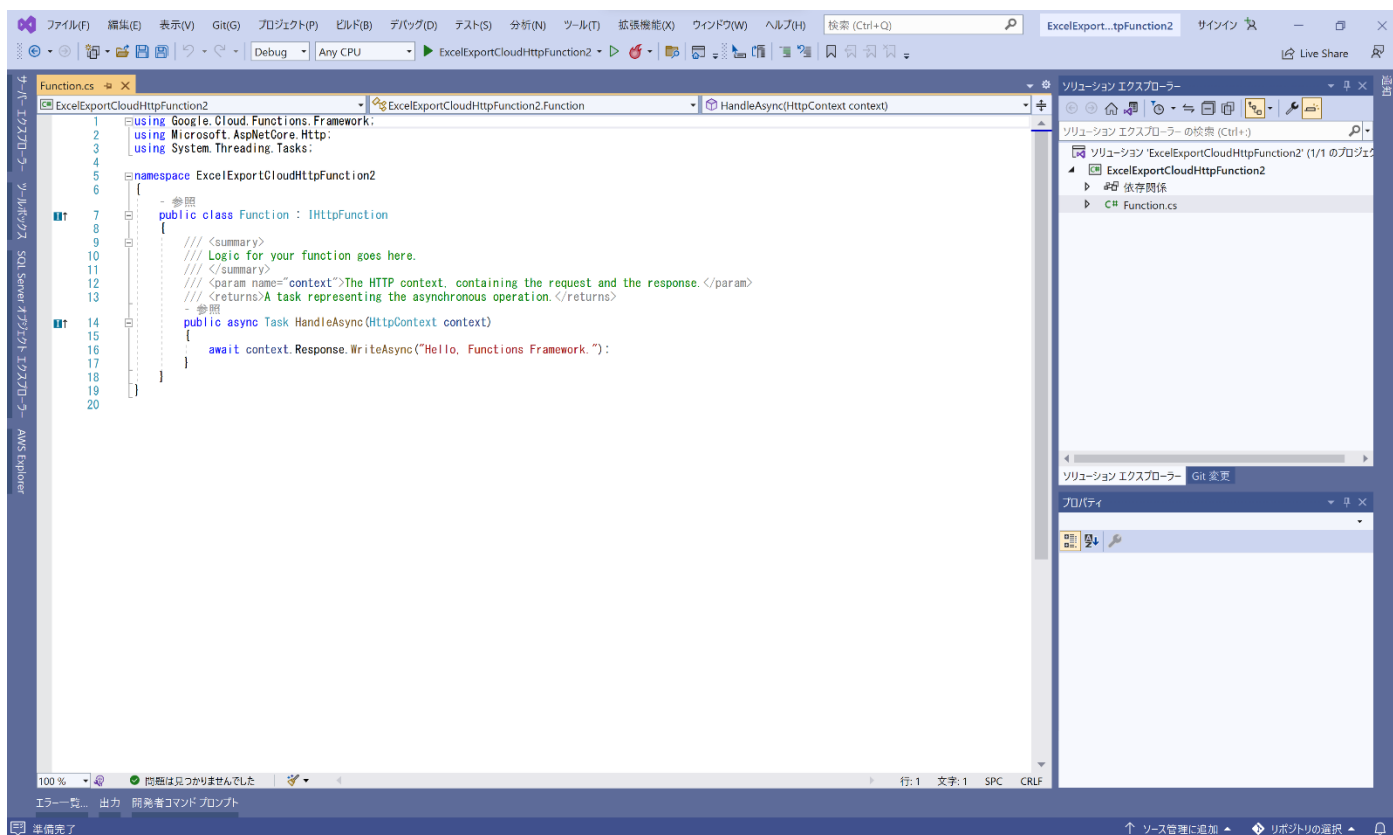 ファイル(F) 編集(E) 表示(V) Git(G) プロジェクト(P) ビルド(B) デバッグ(D) テスト(S) 分析(N) ツール(T) 拡張機能(X) ウィンドウ(W) ヘルプ(H) 検索 (Ctrl+Q) ExcelExport...tpFunction2 サインイン
Debug Any CPU ExcelExportCloudHttpFunction2 Live Share
サーバー エクスプローラー
ツールボックス
SQL Server オブジェクト エクスプローラー
AWS Explorer
Function.cs
ExcelExportCloudHttpFunction2 ExcelExportCloudHttpFunction2.Function HandleAsync(HttpContext context)
1 using Google.Cloud.Functions.Framework;
2 using Microsoft.AspNetCore.Http;
3 using System.Threading.Tasks;
4
5 namespace ExcelExportCloudHttpFunction2
6 {
- 参照
7 public class Function : IHttpFunction
8 {
9 /// <summary>
10 /// Logic for your function goes here.
11 /// </summary>
12 /// <param name="context">The HTTP context, containing the request and the response.</param>
13 /// <returns>A task representing the asynchronous operation.</returns>
- 参照
14 public async Task HandleAsync(HttpContext context)
15 {
16 await context.Response.WriteAsync("Hello, Functions Framework.");
17 }
18 }
19 }
20
100 % 問題は見つかりませんでした 行: 1 文字: 1 SPC CRLF
ソリューション エクスプローラー
ソリューション エクスプローラー の検索 (Ctrl+;)
ソリューション 'ExcelExportCloudHttpFunction2' (1/1 のプロジェク
ExcelExportCloudHttpFunction2
依存関係
C# Function.cs
ソリューション エクスプローラー Git 変更
プロパティ
通知
エラー一覧... 出力 開発者コマンド プロンプト
準備完了 ソース管理に追加 リポジトリの選択